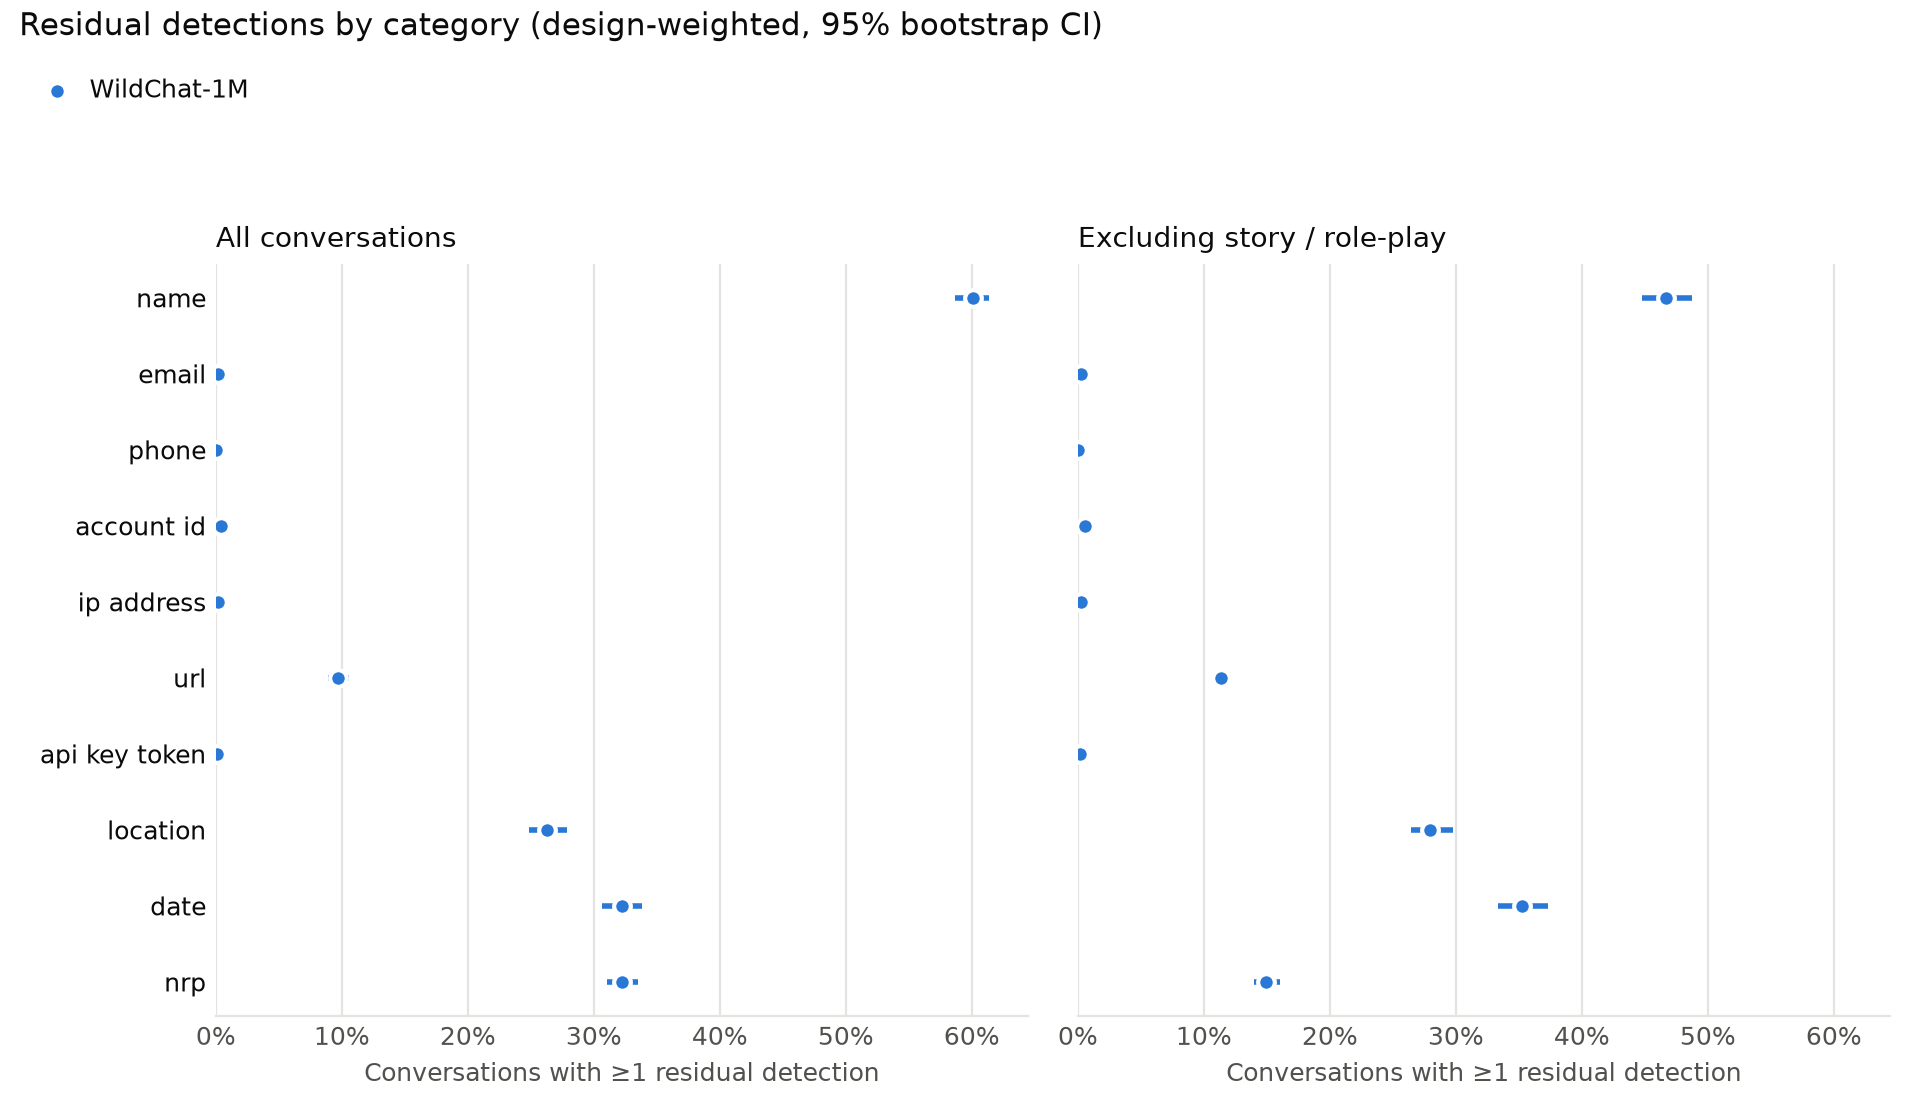 Residual detections by category (design-weighted, 95% bootstrap CI)
WildChat-1M
All conversations
Excluding story / role-play
name
email
phone
account id
ip address
url
api key token
location
date
nrp
0% 10% 20% 30% 40% 50% 60%
0% 10% 20% 30% 40% 50% 60%
Conversations with ≥1 residual detection
Conversations with ≥1 residual detection